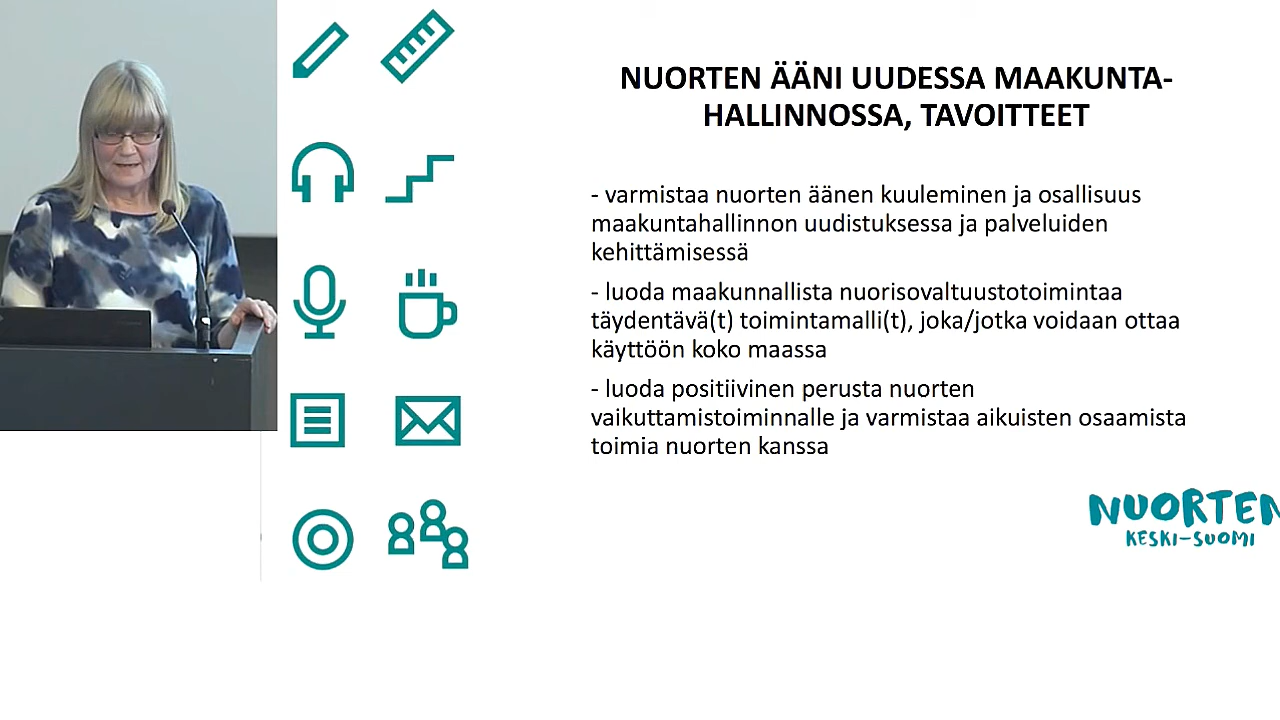 NUORTEN ÄÄNI UUDESSA MAAKUNTA-
HALLINNOSSA, TAVOITTEET
- varmistaa nuorten äänen kuuleminen ja osallisuus
maakuntahallinnon uudistuksessa ja palveluiden
kehittämisessä
- luoda maakunnallista nuorisovaltuustotoimintaa
täydentävä(t) toimintamalli(t), joka/jotka voidaan ottaa
käyttöön koko maassa
- luoda positiivinen perusta nuorten
vaikuttamistoiminnalle ja varmistaa aikuisten osaamista
toimia nuorten kanssa
NUORTEN
KESKI-SUOMI